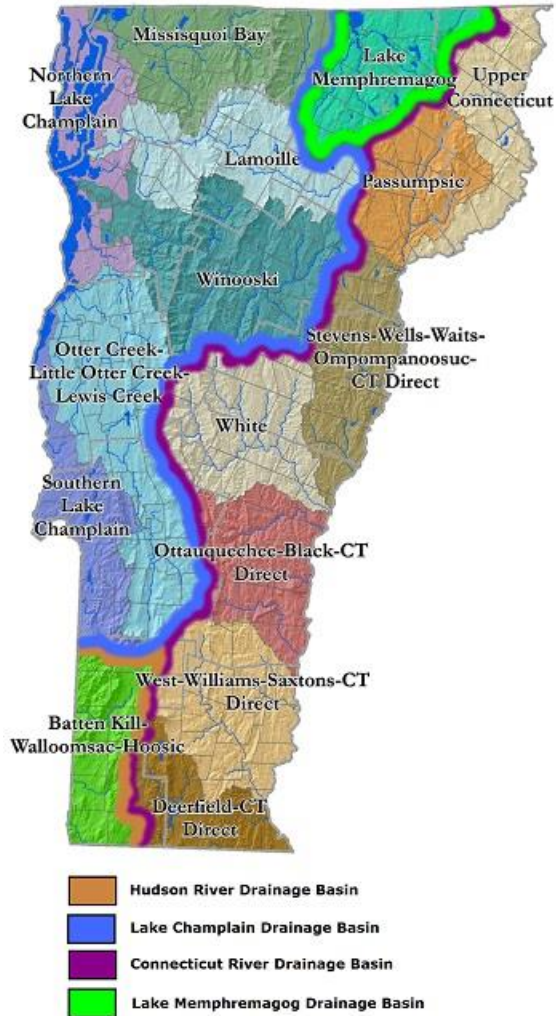 Missisquoi Bay
Lake
Memphremagog
Upper
Connecticut
Northern
Lake
Champlain
Lamoille
Passumpsic
Winooski
Stevens-Wells-Waits-
Ompompanoosuc-
CT Direct
Otter Creek-
Little Otter Creek-
Lewis Creek
White
Southern
Lake
Champlain
Ottauquechee-Black-CT
Direct
West-Williams-Saxtons-CT
Direct
Batten Kill-
Walloomsac-Hoosic
Deerfield-CT
Direct
Hudson River Drainage Basin
Lake Champlain Drainage Basin
Connecticut River Drainage Basin
Lake Memphremagog Drainage Basin